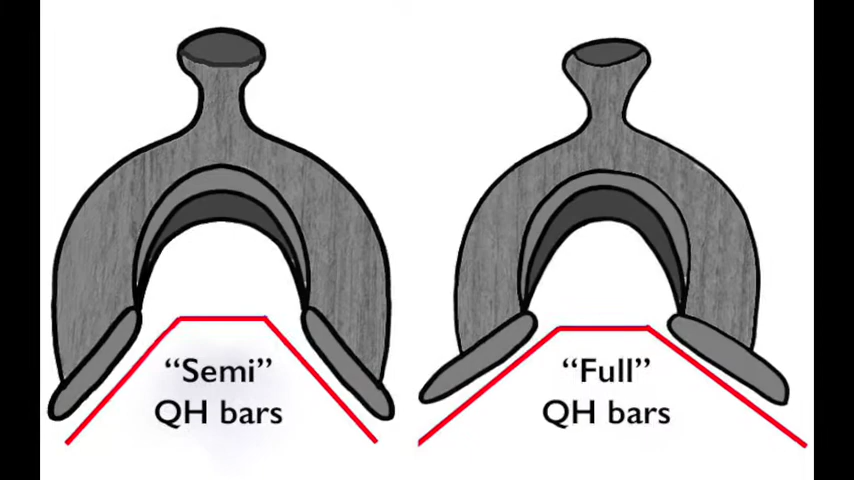 “Semi”
QH bars
“Full”
QH bars